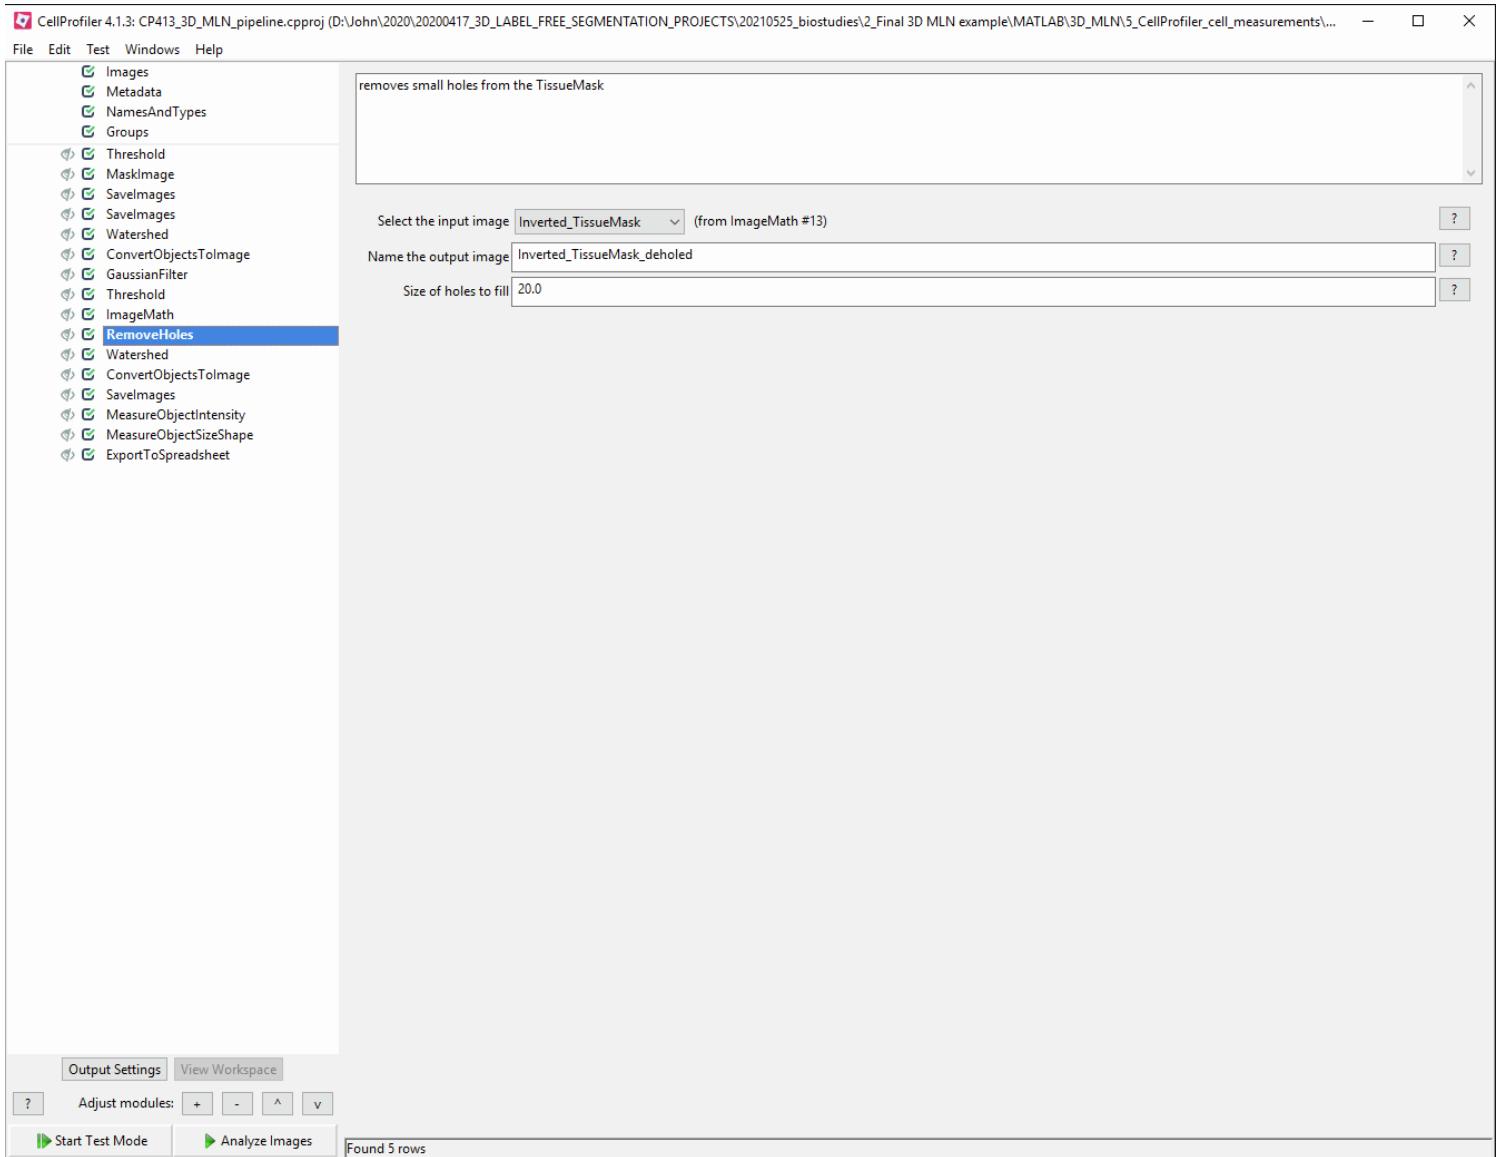 CellProfiler 4.1.3: CP413_3D_MLN_pipeline.cpproj (D:\John\2020\20200417_3D_LABEL_FREE_SEGMENTATION_PROJECTS\20210525_biostudies\2_Final 3D MLN example\MATLAB\3D_MLN\5_CellProfiler_cell_measurements\...
File Edit Test Windows Help
Images
Metadata
NamesAndTypes
Groups
Threshold
MaskImage
SaveImages
SaveImages
Watershed
ConvertObjectsToImage
GaussianFilter
Threshold
ImageMath
RemoveHoles
Watershed
ConvertObjectsToImage
SaveImages
MeasureObjectIntensity
MeasureObjectSizeShape
ExportToSpreadsheet
removes small holes from the TissueMask
Select the input image Inverted_TissueMask (from ImageMath #13) ?
Name the output image Inverted_TissueMask_deholed ?
Size of holes to fill 20.0 ?
Output Settings View Workspace
? Adjust modules: + - ^ v
Start Test Mode Analyze Images
Found 5 rows